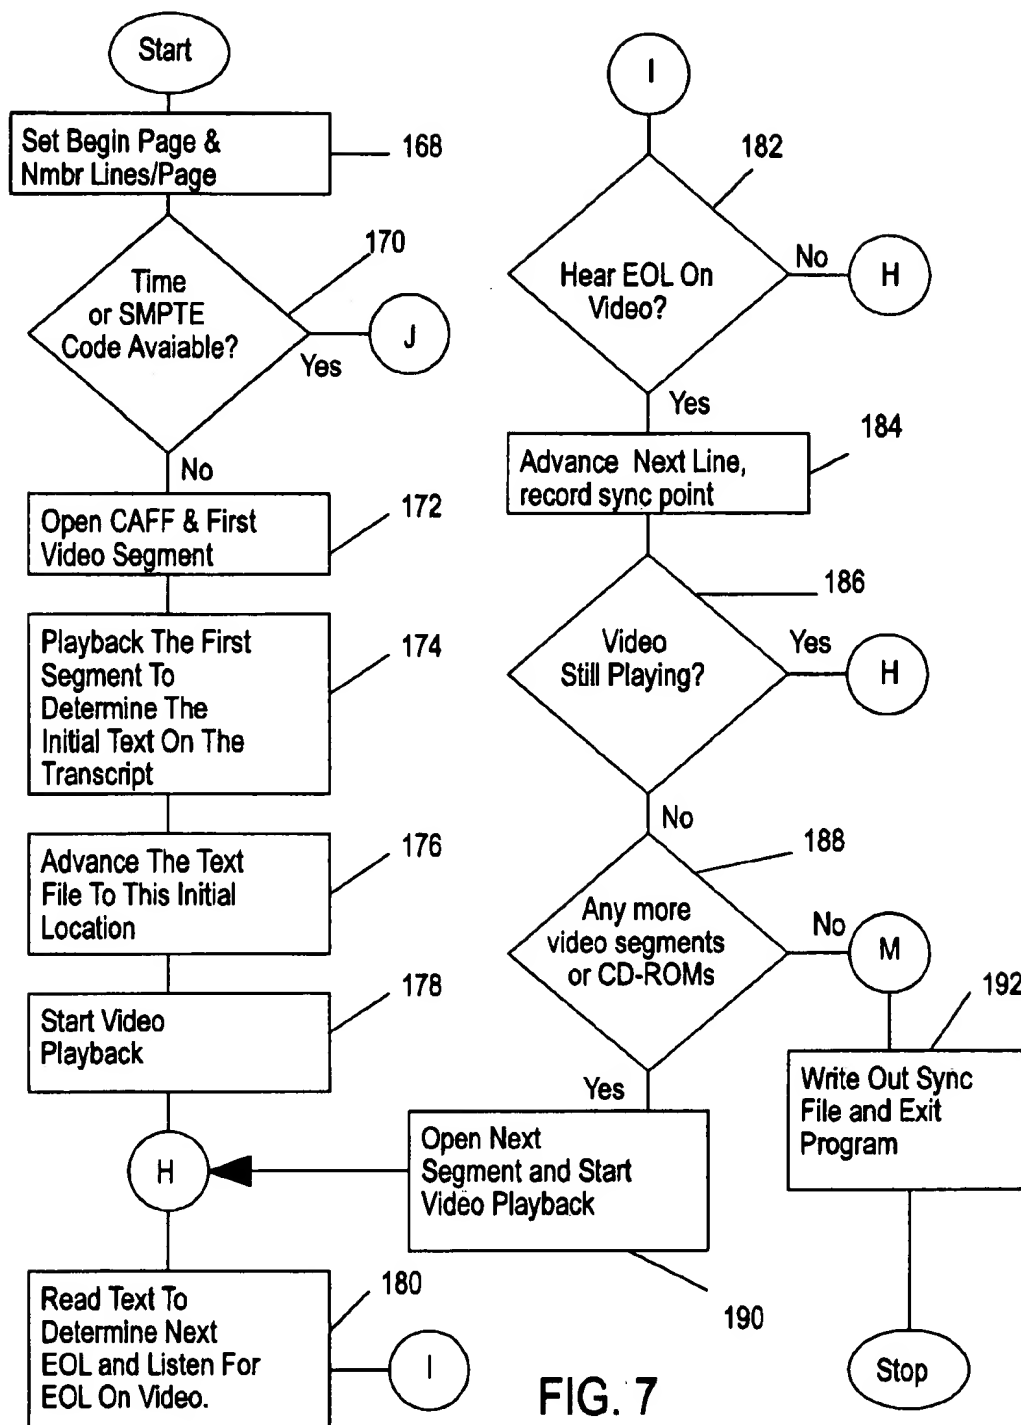 Start
Set Begin Page &
Nmbr Lines/Page
168
Time
or SMPTE
Code Avaiable?
170
Yes
J
No
Open CAFF & First
Video Segment
172
Playback The First
Segment To
Determine The
Initial Text On The
Transcript
174
Advance The Text
File To This Initial
Location
176
Start Video
Playback
178
H
Read Text To
Determine Next
EOL and Listen For
EOL On Video.
180
I
I
182
Hear EOL On
Video?
No
H
Yes
Advance Next Line,
record sync point
184
Video
Still Playing?
186
Yes
H
No
Any more
video segments
or CD-ROMs
188
No
M
Yes
Open Next
Segment and Start
Video Playback
190
192
Write Out Sync
File and Exit
Program
Stop
FIG. 7